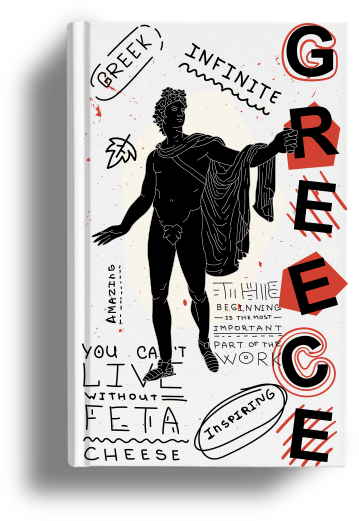 GREEK
INFINITE
GREECE
AMAZING
THE
BEGINNING
IS THE MOST
IMPORTANT
PART OF THE
WORK
YOU CAN'T
LIVE
WITHOUT
FETA
CHEESE
INSPIRING